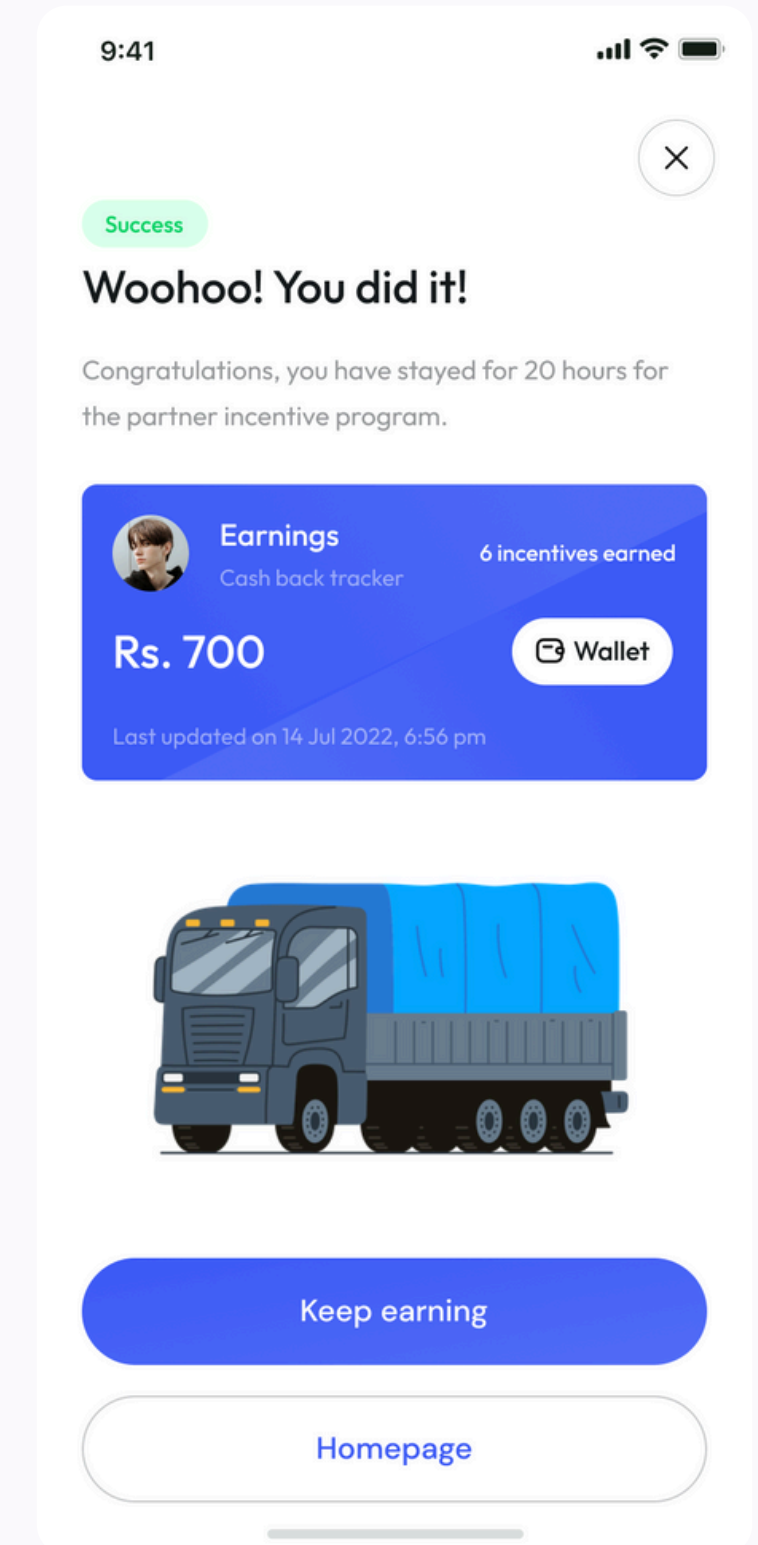 9:41
Success
Woohoo! You did it!
Congratulations, you have stayed for 20 hours for
the partner incentive program.
Earnings
Cash back tracker
6 incentives earned
Rs. 700
Wallet
Last updated on 14 Jul 2022, 6:56 pm
Keep earning
Homepage